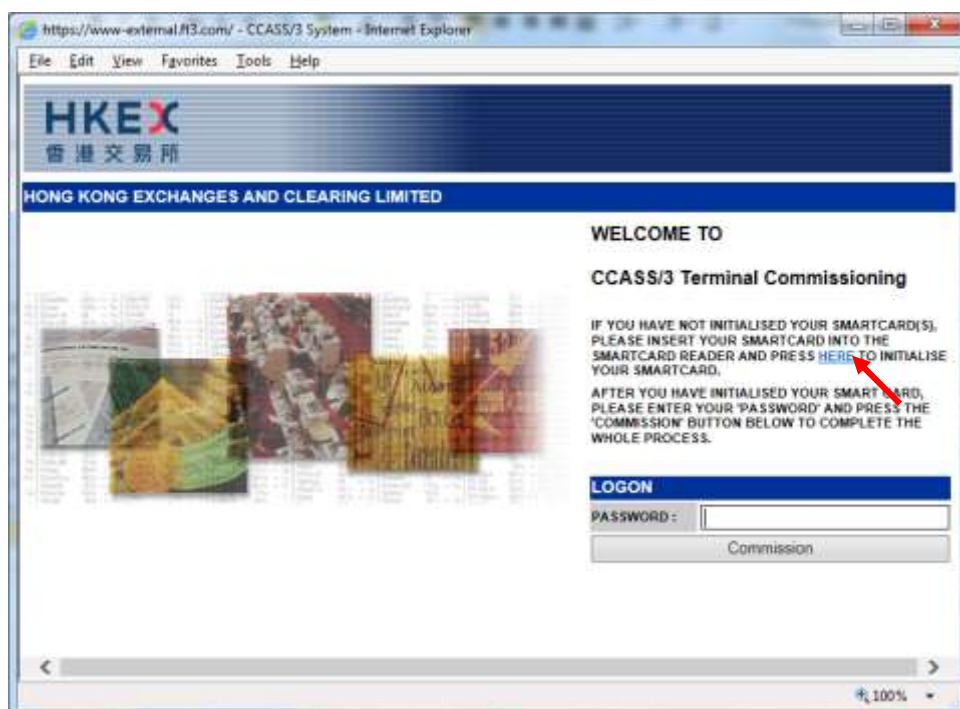 https://www-external.ft3.com/ - CCASS/3 System - Internet Explorer
File Edit View Favorites Tools Help
HKEX
香港交易所
HONG KONG EXCHANGES AND CLEARING LIMITED
WELCOME TO
CCASS/3 Terminal Commissioning
IF YOU HAVE NOT INITIALISED YOUR SMARTCARD(S),
PLEASE INSERT YOUR SMARTCARD INTO THE
SMARTCARD READER AND PRESS HERE TO INITIALISE
YOUR SMARTCARD.
AFTER YOU HAVE INITIALISED YOUR SMART CARD,
PLEASE ENTER YOUR 'PASSWORD' AND PRESS THE
'COMMISSION' BUTTON BELOW TO COMPLETE THE
WHOLE PROCESS.
LOGON
PASSWORD :
Commission
100%